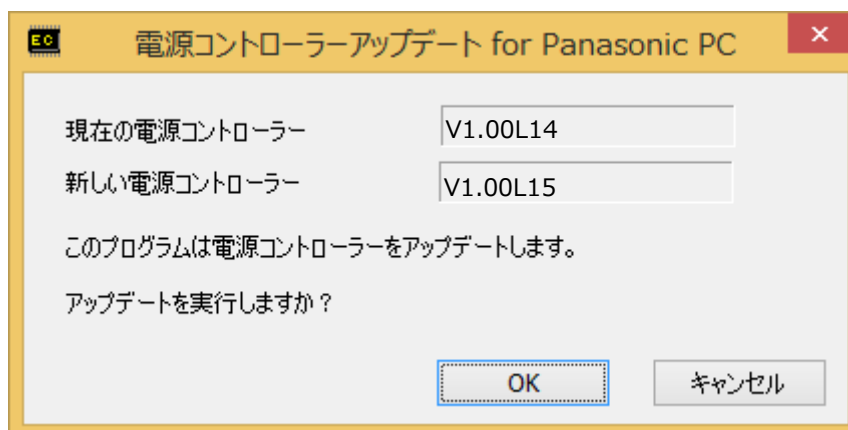 EC 電源コントローラーアップデート for Panasonic PC ×
現在の電源コントローラー V1.00L14
新しい電源コントローラー V1.00L15
このプログラムは電源コントローラーをアップデートします。
アップデートを実行しますか？
OK キャンセル